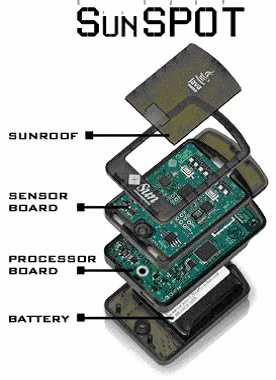 SunSPOT
SUNROOF
Sun
SENSOR
BOARD
PROCESSOR
BOARD
BATTERY